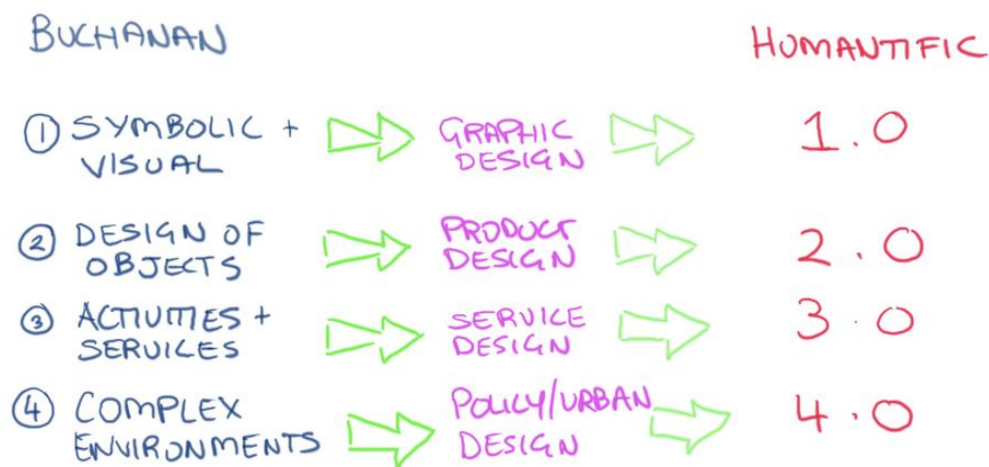 BUCHANAN
HUMANTIFIC
① SYMBOLIC +
VISUAL
GRAPHIC
DESIGN
1.0
② DESIGN OF
OBJECTS
PRODUCT
DESIGN
2.0
③ ACTIVITIES +
SERVICES
SERVICE
DESIGN
3.0
④ COMPLEX
ENVIRONMENTS
POLICY/URBAN
DESIGN
4.0